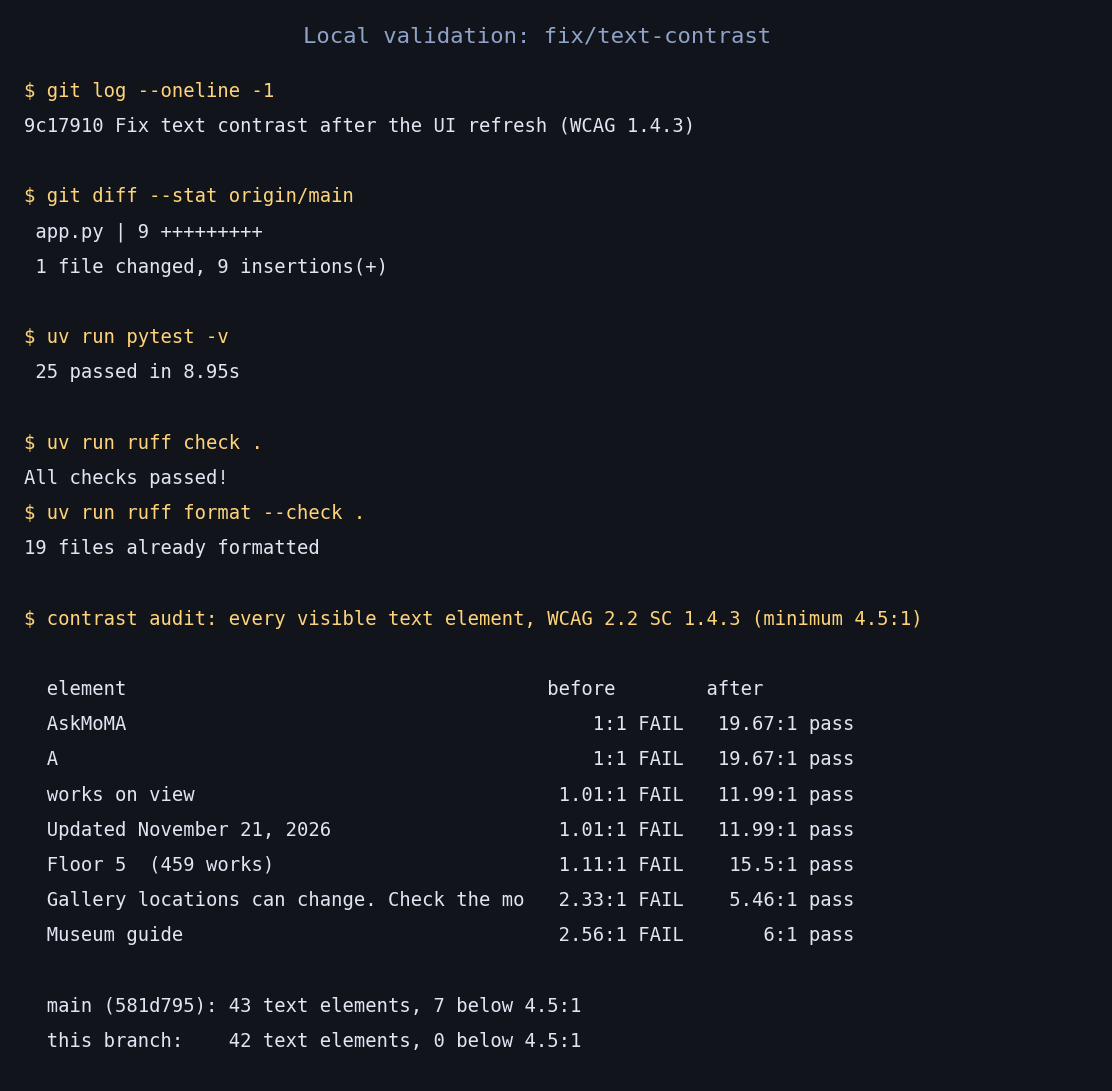 Local validation: fix/text-contrast
$ git log --oneline -1
9c17910 Fix text contrast after the UI refresh (WCAG 1.4.3)
$ git diff --stat origin/main
app.py | 9 +++++++++
1 file changed, 9 insertions(+)
$ uv run pytest -v
25 passed in 8.95s
$ uv run ruff check .
All checks passed!
$ uv run ruff format --check .
19 files already formatted
$ contrast audit: every visible text element, WCAG 2.2 SC 1.4.3 (minimum 4.5:1)
element before after
AskMoMA 1:1 FAIL 19.67:1 pass
A 1:1 FAIL 19.67:1 pass
works on view 1.01:1 FAIL 11.99:1 pass
Updated November 21, 2026 1.01:1 FAIL 11.99:1 pass
Floor 5 (459 works) 1.11:1 FAIL 15.5:1 pass
Gallery locations can change. Check the mo 2.33:1 FAIL 5.46:1 pass
Museum guide 2.56:1 FAIL 6:1 pass
main (581d795): 43 text elements, 7 below 4.5:1
this branch: 42 text elements, 0 below 4.5:1